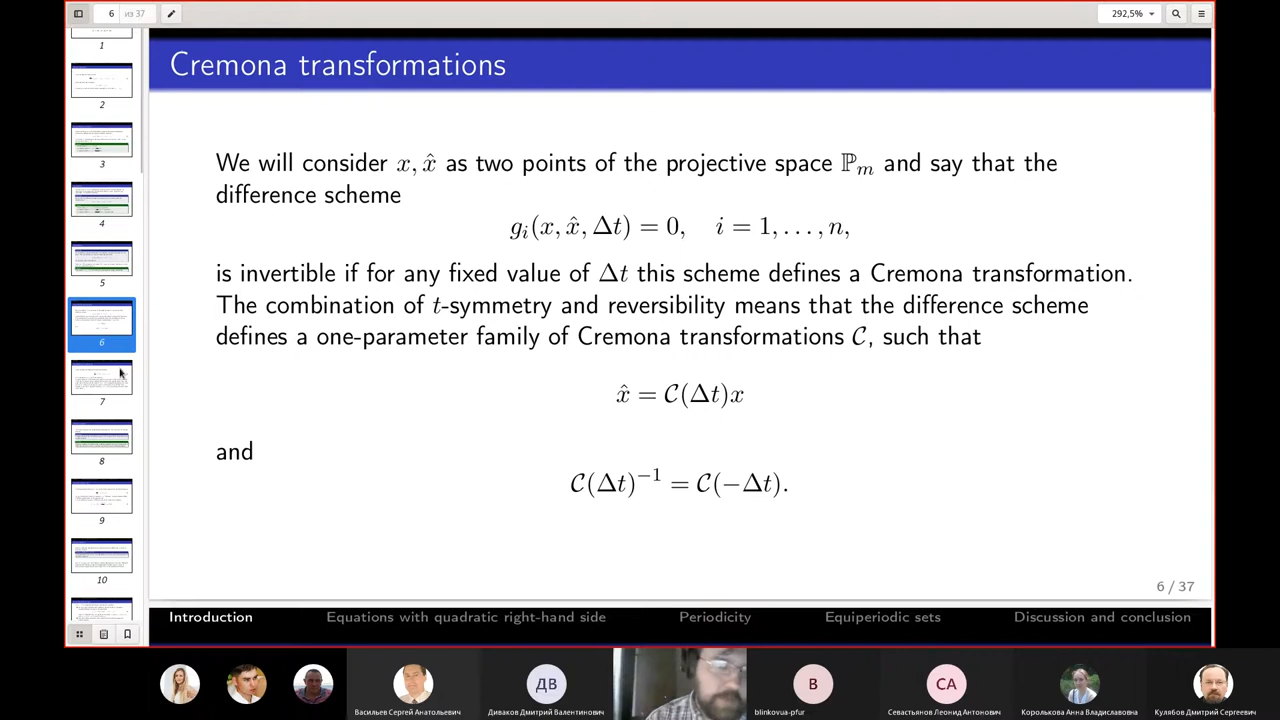 6 из 37
292,5%
1
2
3
4
5
6
7
8
9
10
Cremona transformations
We will consider x, x̂ as two points of the projective space ℙₘ and say that the
difference scheme
gᵢ(x, x̂, Δt) = 0, i = 1, . . . , n,
is invertible if for any fixed value of Δt this scheme defines a Cremona transformation.
The combination of t-symmetry and reversibility means that the difference scheme
defines a one-parameter family of Cremona transformations 𝒞, such that
x̂ = 𝒞(Δt)x
and
𝒞(Δt)⁻¹ = 𝒞(−Δt).
6 / 37
Introduction Equations with quadratic right-hand side Periodicity Equiperiodic sets Discussion and conclusion
ДВ В СА
Васильев Сергей Анатольевич Диваков Дмитрий Валентинович blinkovua-pfur Севастьянов Леонид Антонович Королькова Анна Владиславовна Кулябов Дмитрий Сергеевич